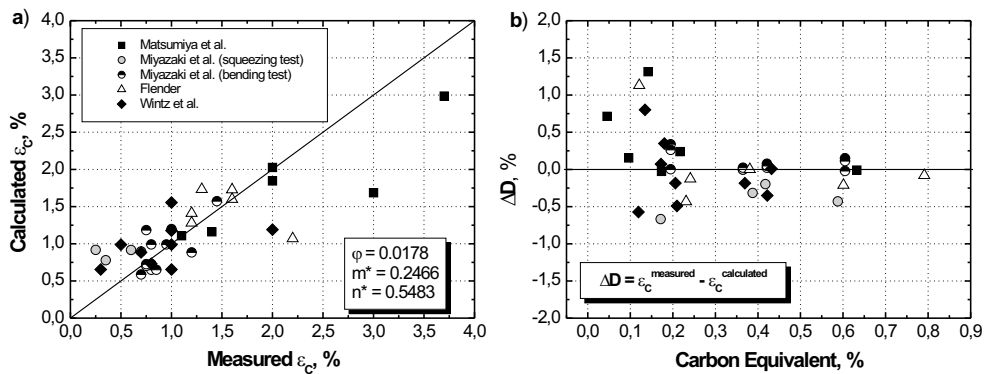 a)
Calculated εC, %
4,0
3,5
3,0
2,5
2,0
1,5
1,0
0,5
0,0
Matsumiya et al.
Miyazaki et al. (squeezing test)
Miyazaki et al. (bending test)
Flender
Wintz et al.
φ = 0.0178
m* = 0.2466
n* = 0.5483
0,0 0,5 1,0 1,5 2,0 2,5 3,0 3,5 4,0
Measured εC, %
b)
ΔD, %
2,0
1,5
1,0
0,5
0,0
-0,5
-1,0
-1,5
-2,0
ΔD = εC measured - εC calculated
0,0 0,1 0,2 0,3 0,4 0,5 0,6 0,7 0,8 0,9
Carbon Equivalent, %